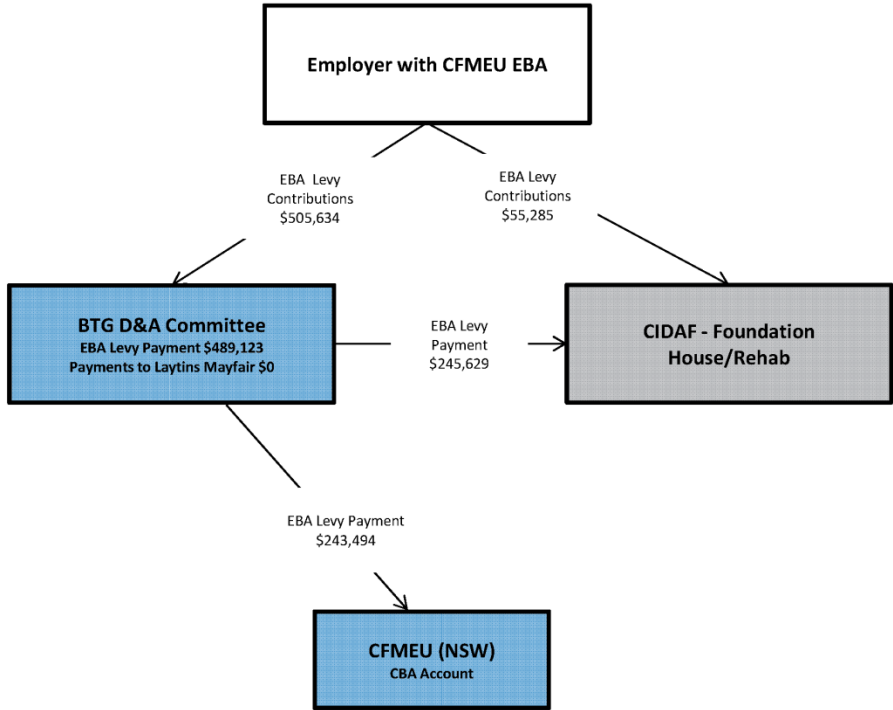 Employer with CFMEU EBA
EBA Levy
Contributions
$505,634
EBA Levy
Contributions
$55,285
BTG D&A Committee
EBA Levy Payment $489,123
Payments to Laytins Mayfair $0
EBA Levy
Payment
$245,629
CIDAF - Foundation
House/Rehab
EBA Levy Payment
$243,494
CFMEU (NSW)
CBA Account